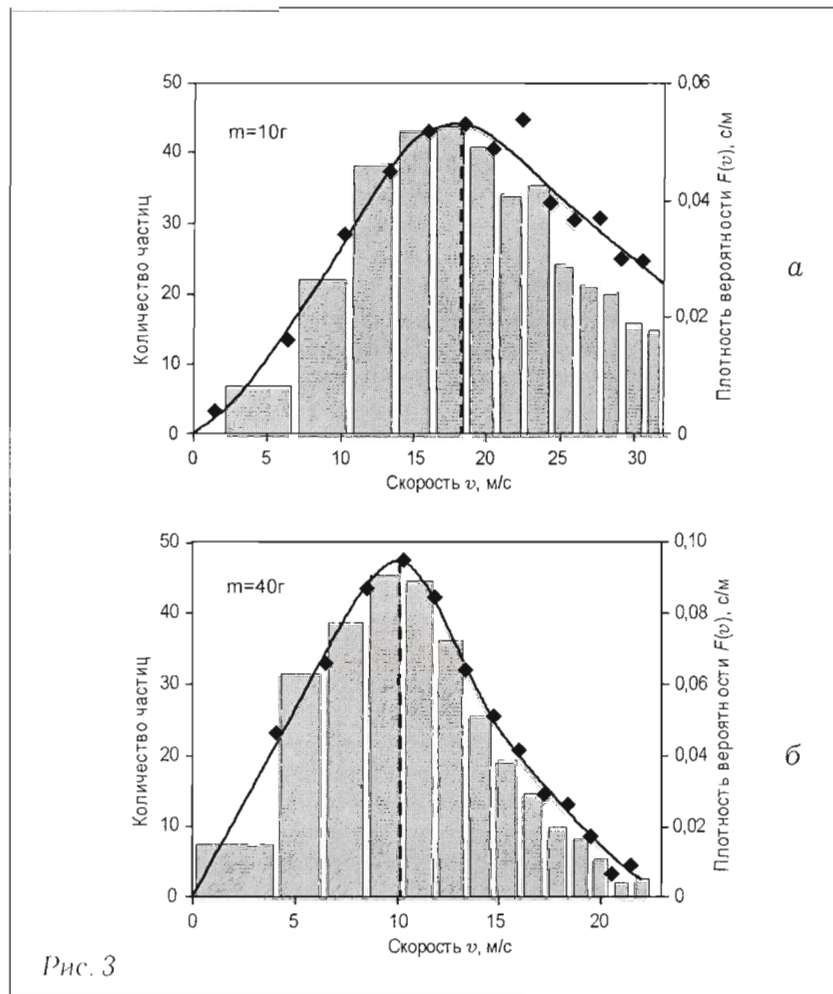 50
40
30
20
10
0
0,06
0,04
0,02
0
m=10г
Количество частиц
Плотность вероятности F(v), с/м
0 5 10 15 20 25 30
Скорость v, м/с
а
50
40
30
20
10
0
0,10
0,08
0,06
0,04
0,02
0
m=40г
Количество частиц
Плотность вероятности F(v), с/м
0 5 10 15 20
Скорость v, м/с
б
Рис. 3